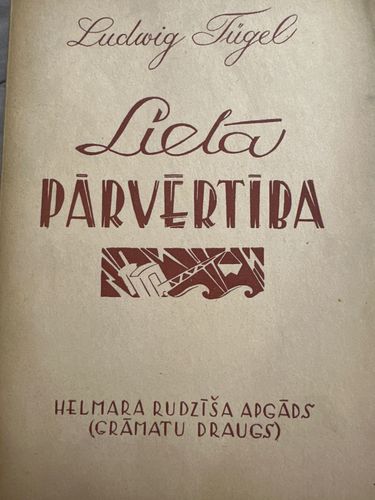 Ludwig Tügel
Lielā
PĀRVĒRTĪBA
HELMARA RUDZĪŠA APGĀDS
(GRĀMATU DRAUGS)